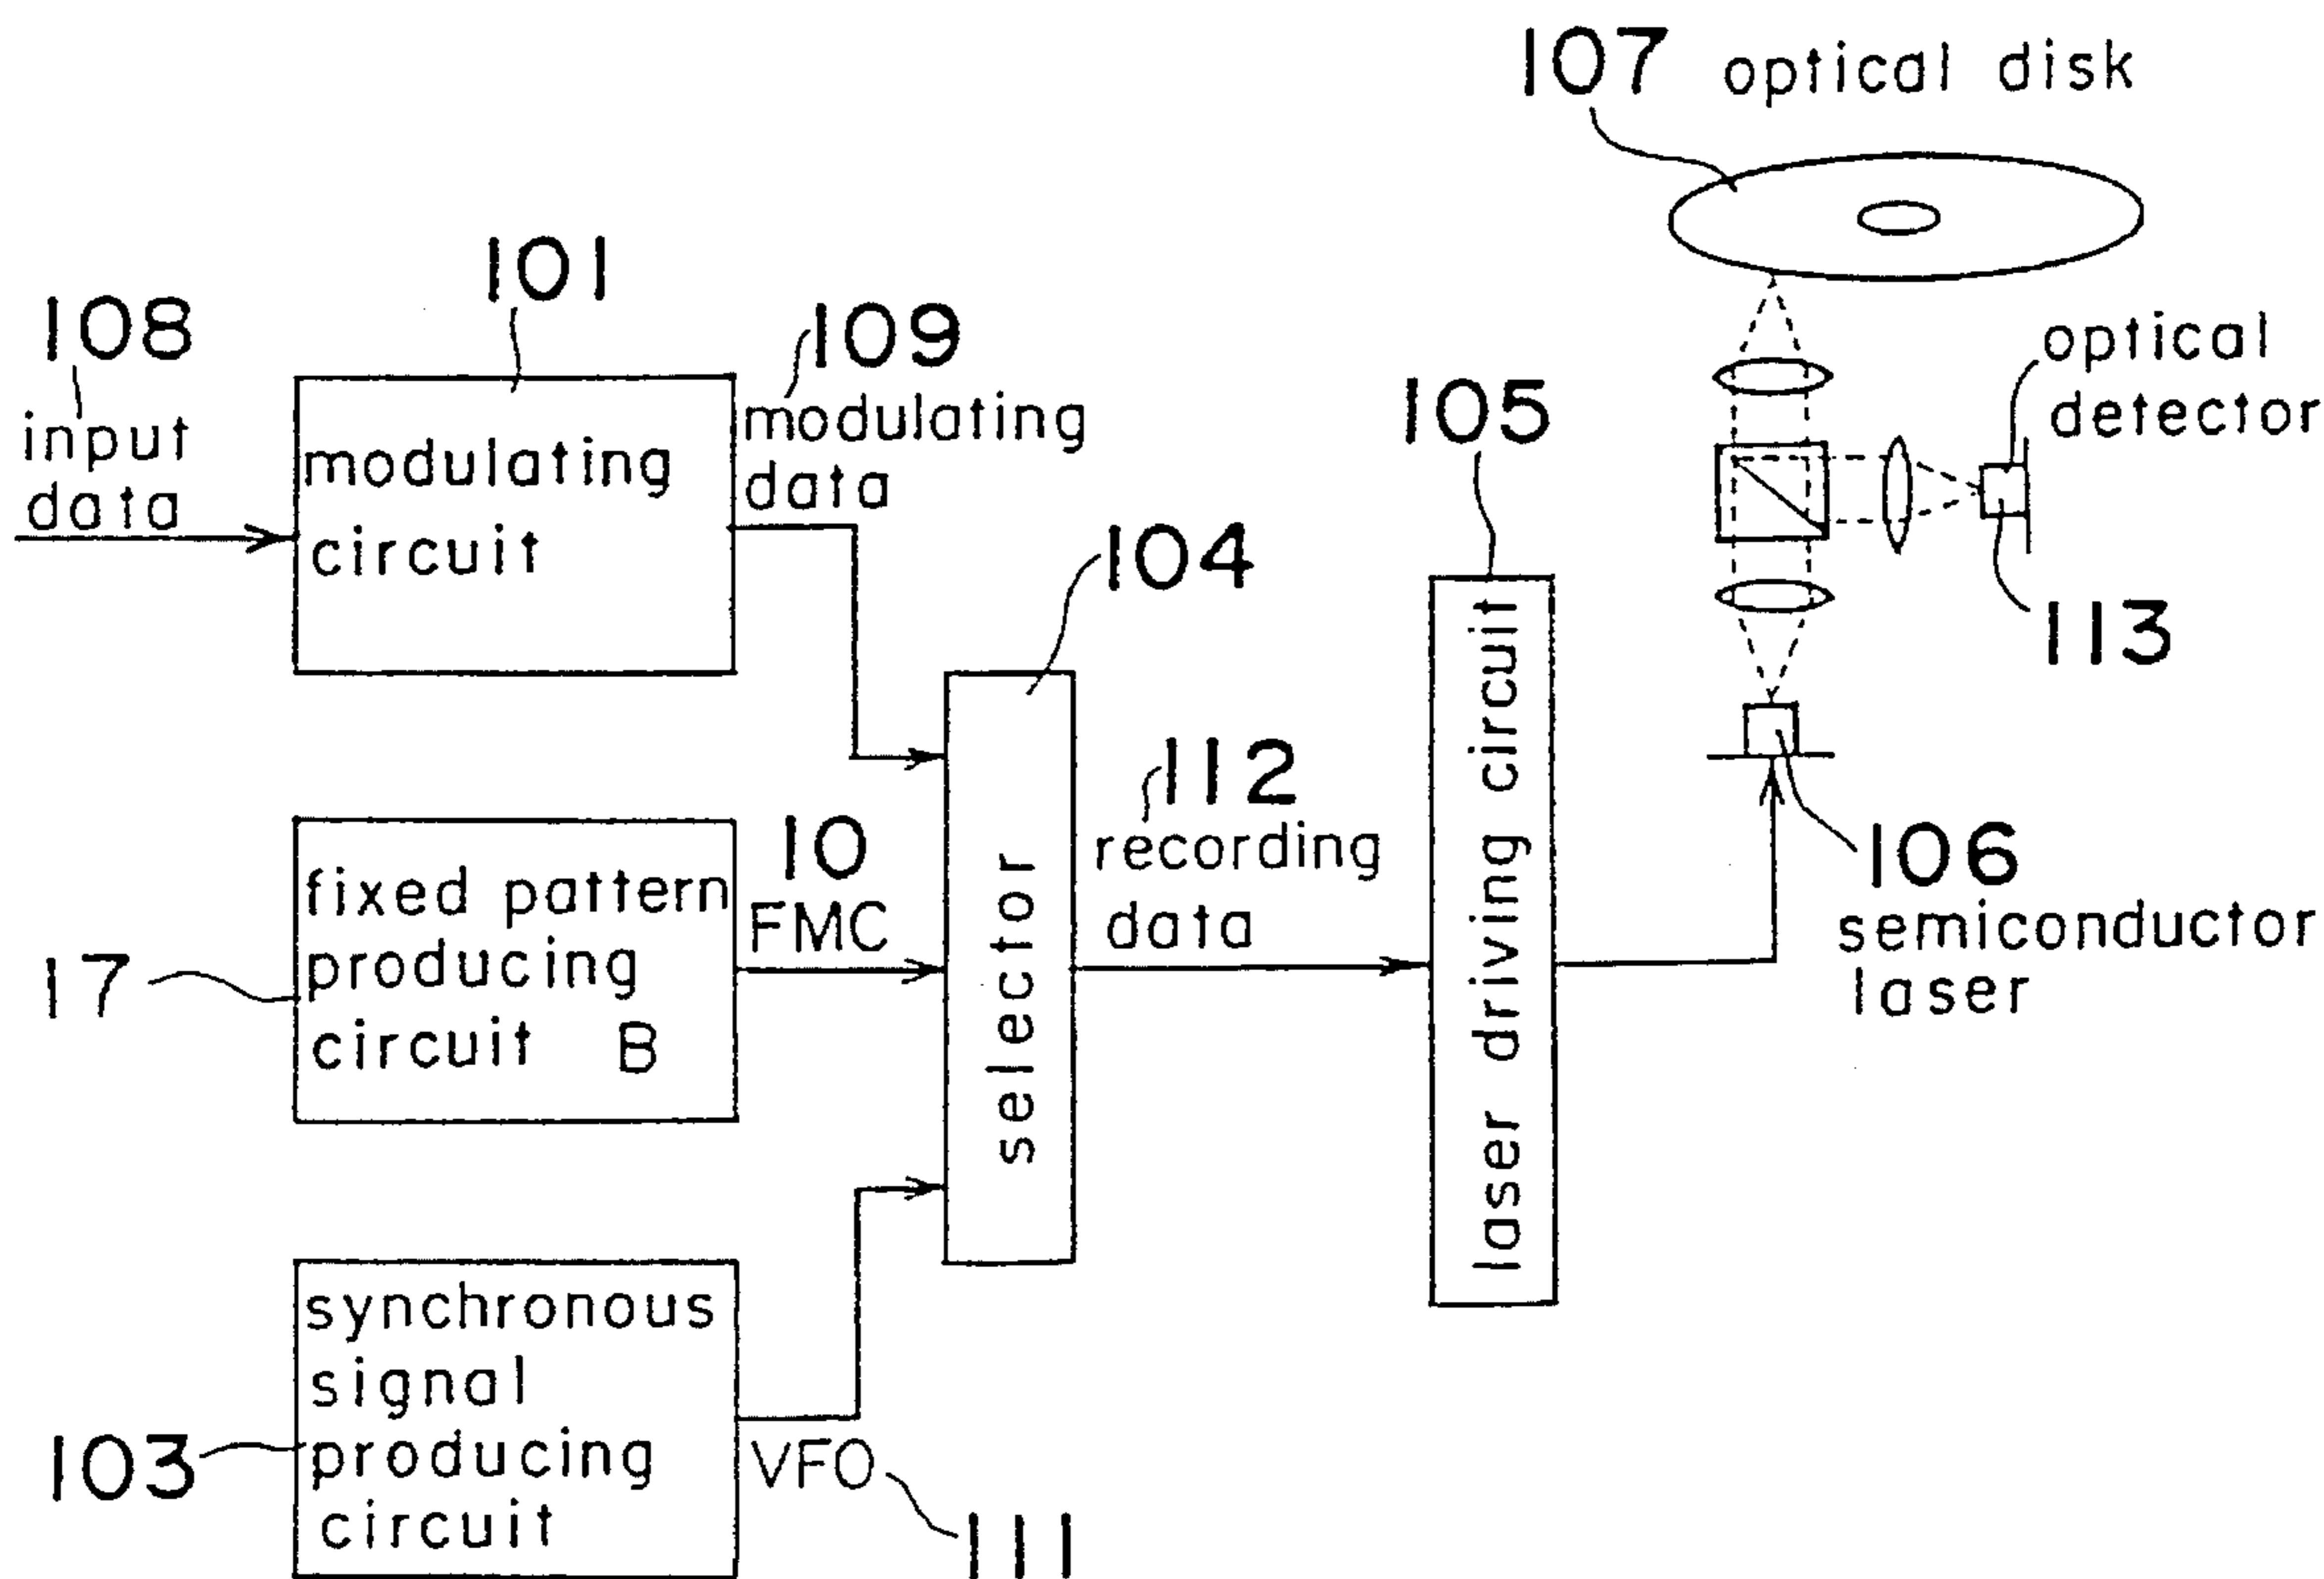 107 optical disk
101
108
109
optical
detector
input
data
modulating
circuit
modulating
data
105
104
113
112
recording
data
10
FMC
fixed pattern
producing
circuit B
17
selector
laser driving circuit
106
semiconductor
laser
synchronous
signal
producing
circuit
103
VFO
111